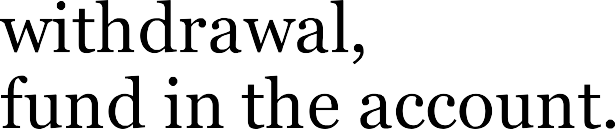 withdrawal,
fund in the account.